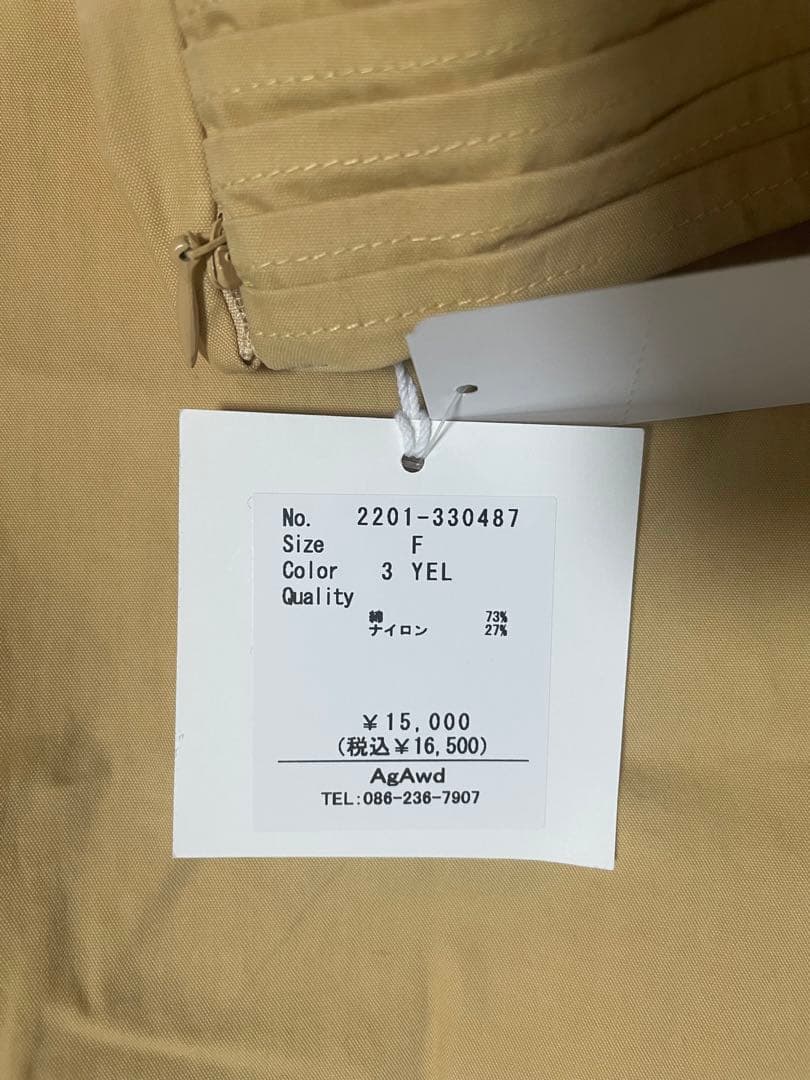 No. 2201-330487
Size F
Color 3 YEL
Quality
綿 73%
ナイロン 27%
¥15,000
(税込¥16,500)
AgAwd
TEL:086-236-7907